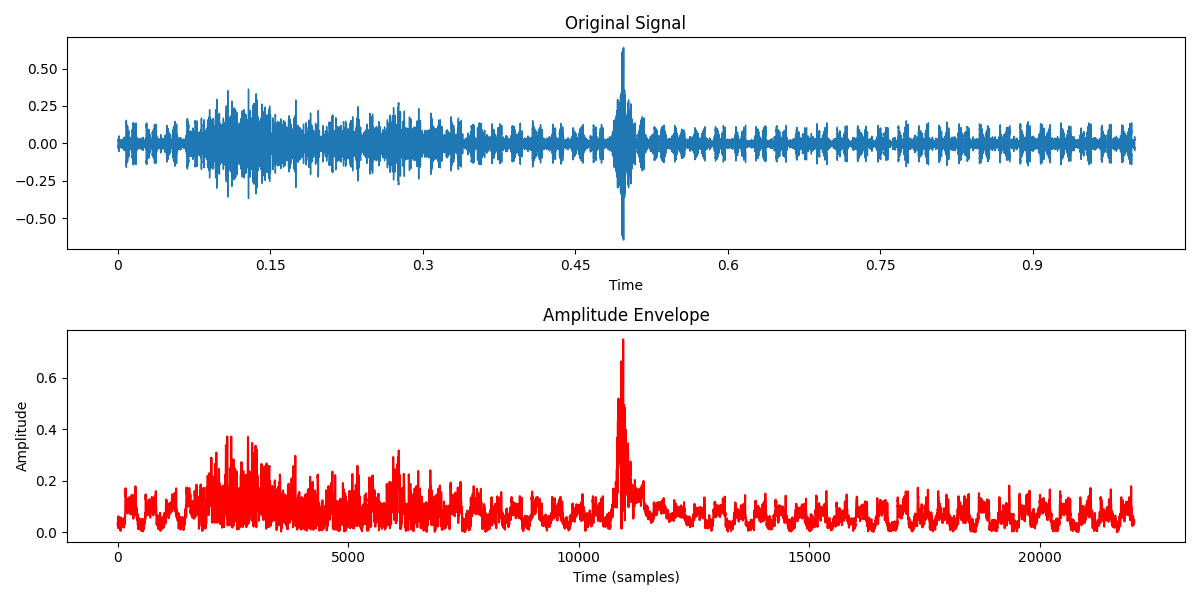 Original Signal
0.50
0.25
0.00
−0.25
−0.50
0 0.15 0.3 0.45 0.6 0.75 0.9
Time
Amplitude Envelope
Amplitude
0.6
0.4
0.2
0.0
0 5000 10000 15000 20000
Time (samples)